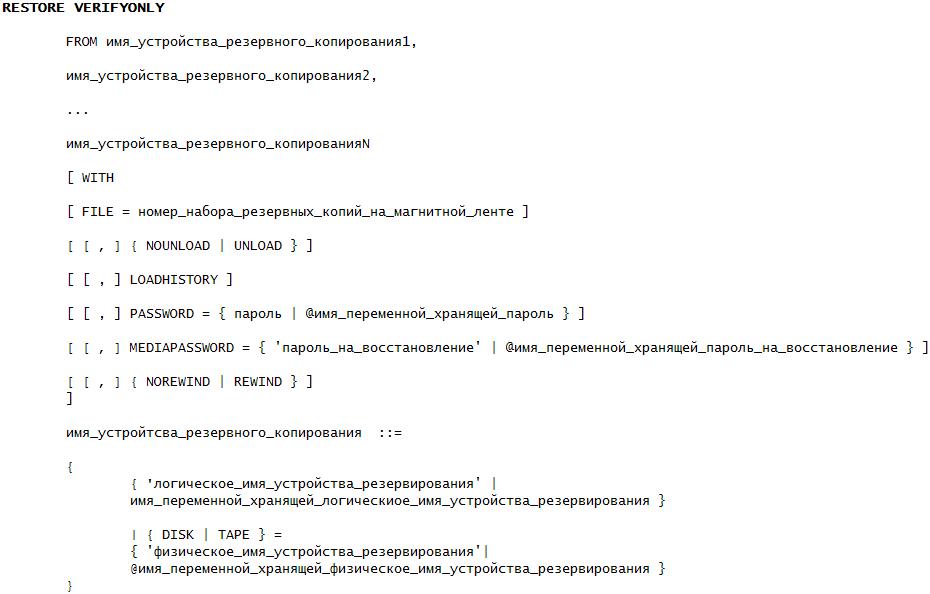 RESTORE VERIFYONLY
FROM имя_устройства_резервного_копирования1,
имя_устройства_резервного_копирования2,
...
имя_устройства_резервного_копированияN
[ WITH
[ FILE = номер_набора_резервных_копий_на_магнитной_ленте ]
[ [ , ] { NOUNLOAD | UNLOAD } ]
[ [ , ] LOADHISTORY ]
[ [ , ] PASSWORD = { пароль | @имя_переменной_хранящей_пароль } ]
[ [ , ] MEDIAPASSWORD = { 'пароль_на_восстановление' | @имя_переменной_хранящей_пароль_на_восстановление } ]
[ [ , ] { NOREWIND | REWIND } ]
]
имя_устройтсва_резервного_копирования ::=
{
{ 'логическое_имя_устройства_резервирования' |
имя_переменной_хранящей_логическиое_имя_устройства_резервирования }
| { DISK | TAPE } =
{ 'физическое_имя_устройства_резервирования'|
@имя_переменной_хранящей_физическое_имя_устройства_резервирования }
}